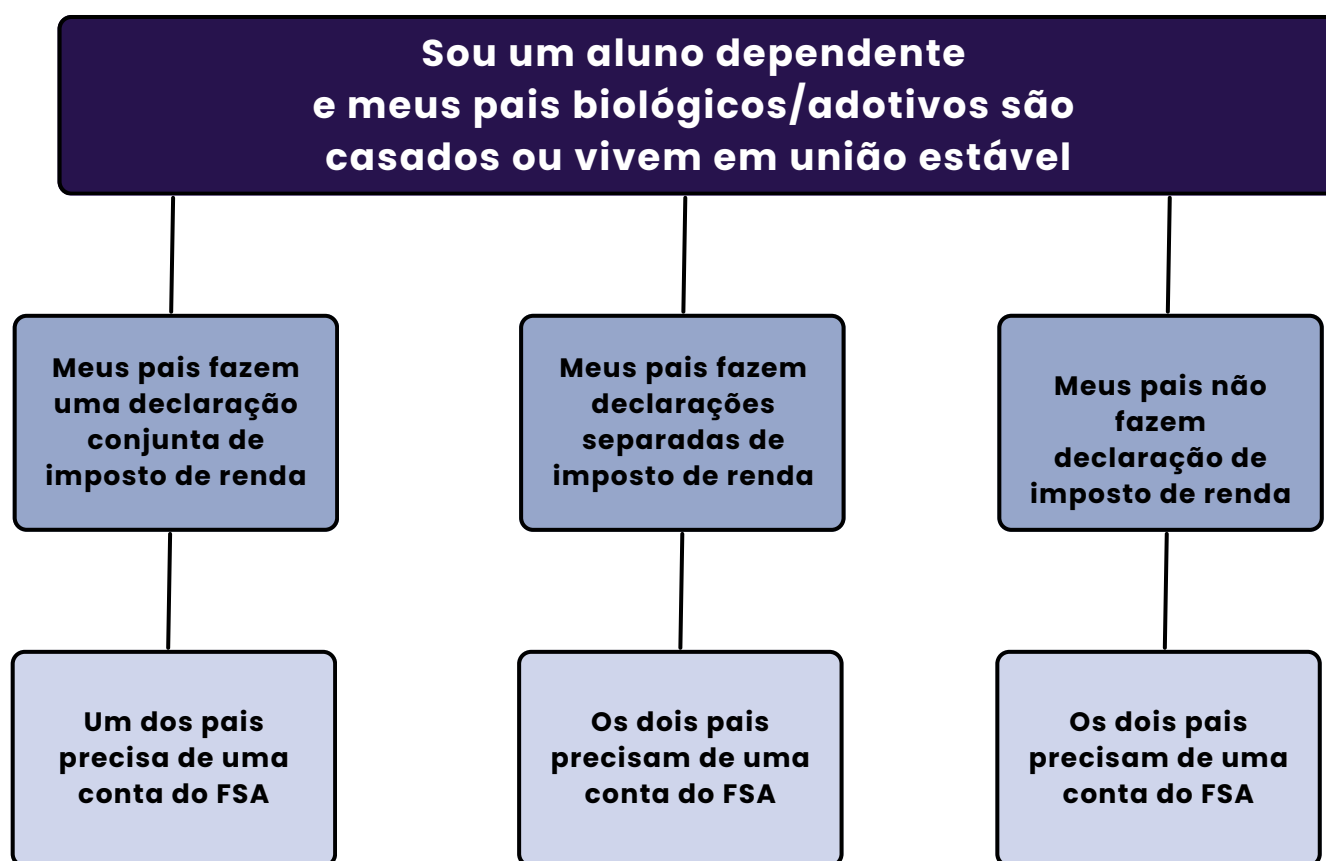 Sou um aluno dependente
e meus pais biológicos/adotivos são
casados ou vivem em união estável
Meus pais fazem
uma declaração
conjunta de
imposto de renda
Meus pais fazem
declarações
separadas de
imposto de renda
Meus pais não
fazem
declaração de
imposto de renda
Um dos pais
precisa de uma
conta do FSA
Os dois pais
precisam de uma
conta do FSA
Os dois pais
precisam de uma
conta do FSA